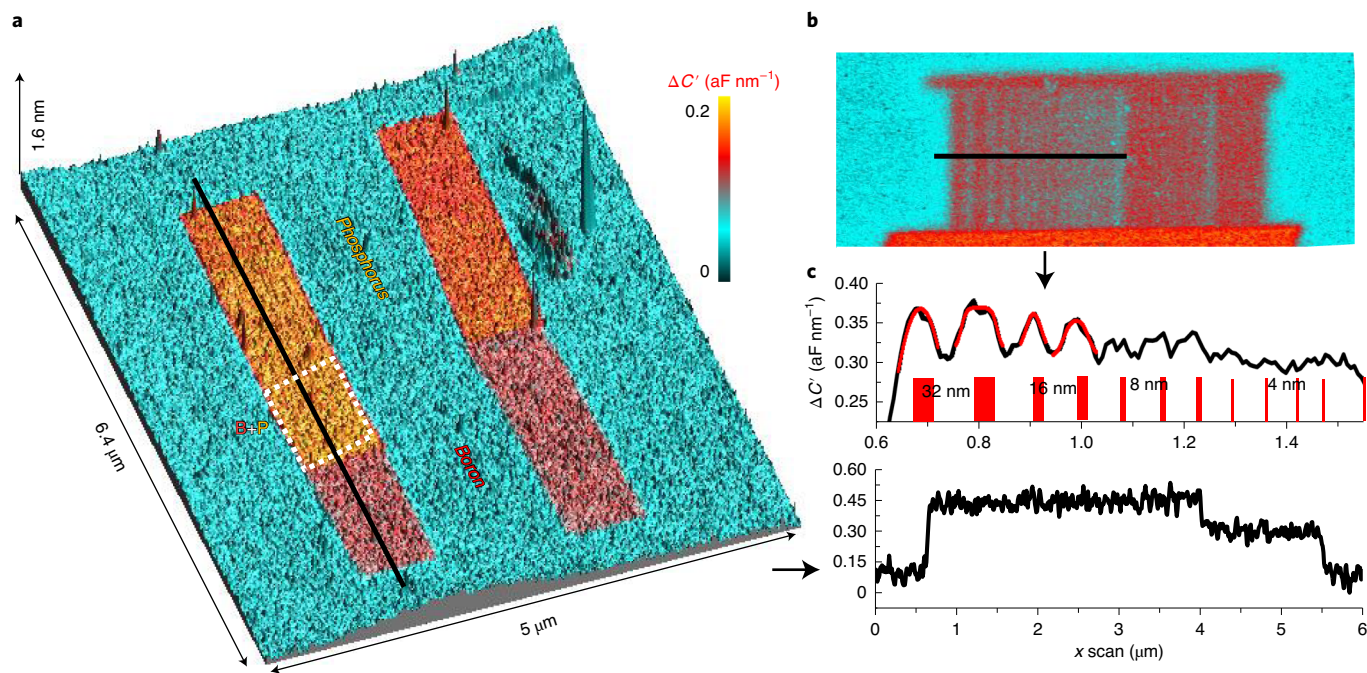 a
1.6 nm
6.4 μm
5 μm
Phosphorus
Boron
B+P
ΔC′ (aF nm−1)
0.2
0
b
c
ΔC′ (aF nm−1)
0.40
0.35
0.30
0.25
32 nm
16 nm
8 nm
4 nm
0.6
0.8
1.0
1.2
1.4
0.60
0.45
0.30
0.15
0
0
1
2
3
4
5
6
x scan (μm)